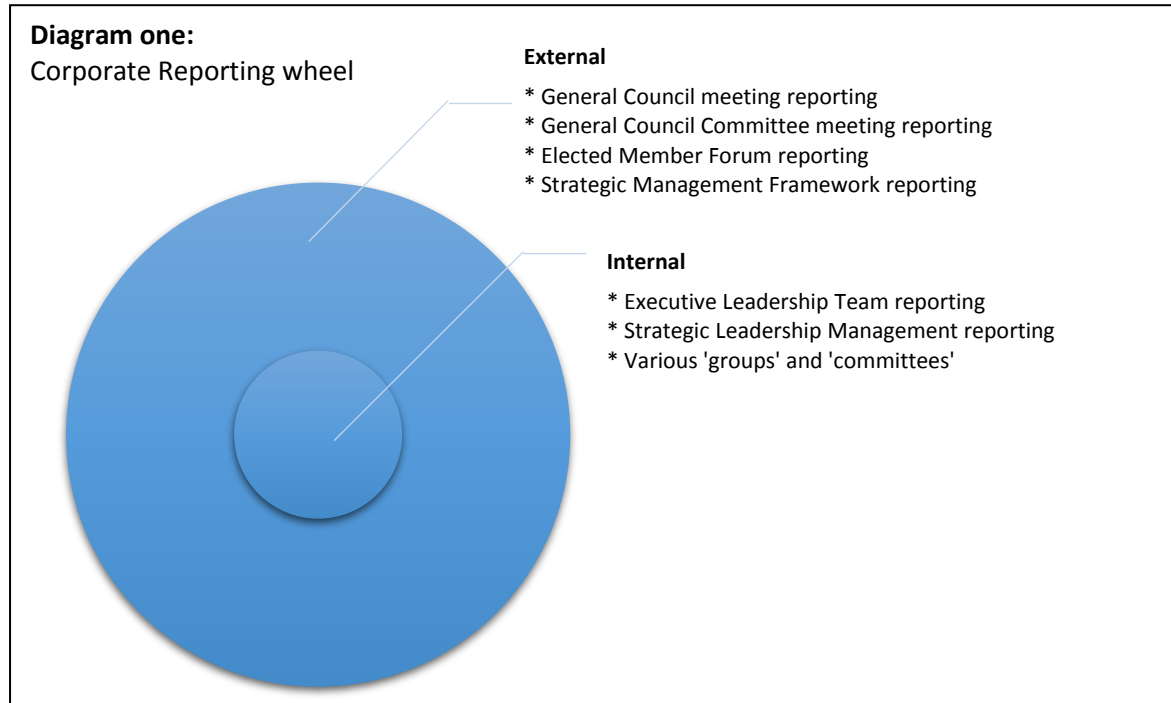 Diagram one:
Corporate Reporting wheel
External
* General Council meeting reporting
* General Council Committee meeting reporting
* Elected Member Forum reporting
* Strategic Management Framework reporting
Internal
* Executive Leadership Team reporting
* Strategic Leadership Management reporting
* Various 'groups' and 'committees'